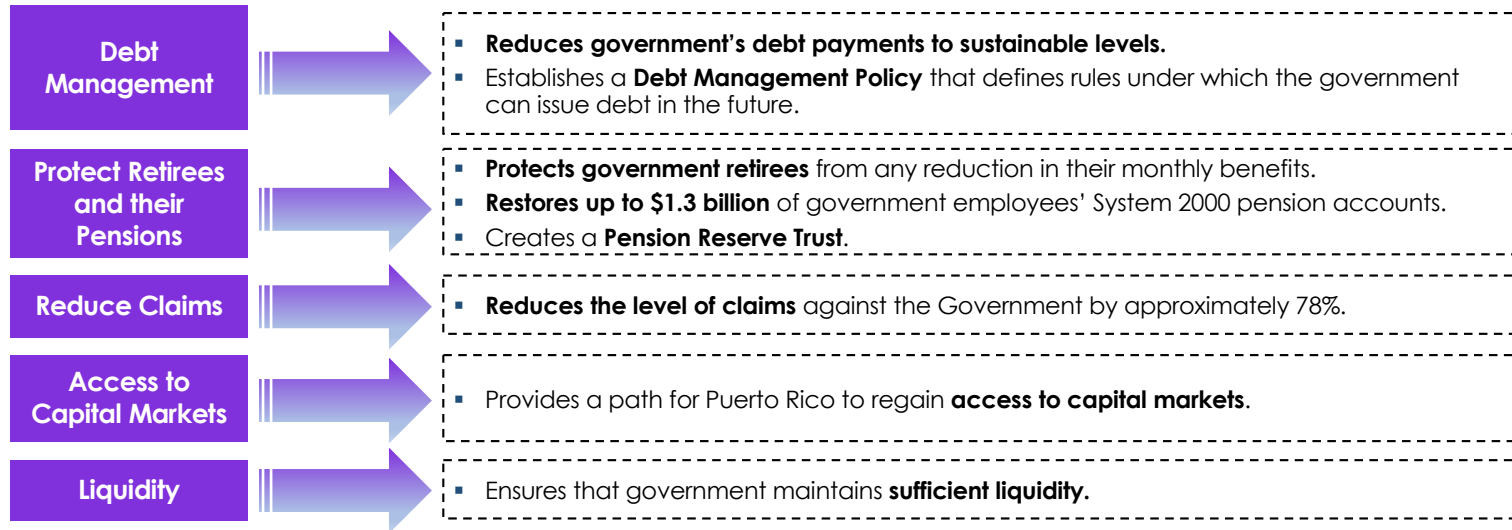 Debt
Management
▪ Reduces government’s debt payments to sustainable levels.
▪ Establishes a Debt Management Policy that defines rules under which the government
can issue debt in the future.
Protect Retirees
and their
Pensions
▪ Protects government retirees from any reduction in their monthly benefits.
▪ Restores up to $1.3 billion of government employees’ System 2000 pension accounts.
▪ Creates a Pension Reserve Trust.
Reduce Claims
▪ Reduces the level of claims against the Government by approximately 78%.
Access to
Capital Markets
▪ Provides a path for Puerto Rico to regain access to capital markets.
Liquidity
▪ Ensures that government maintains sufficient liquidity.